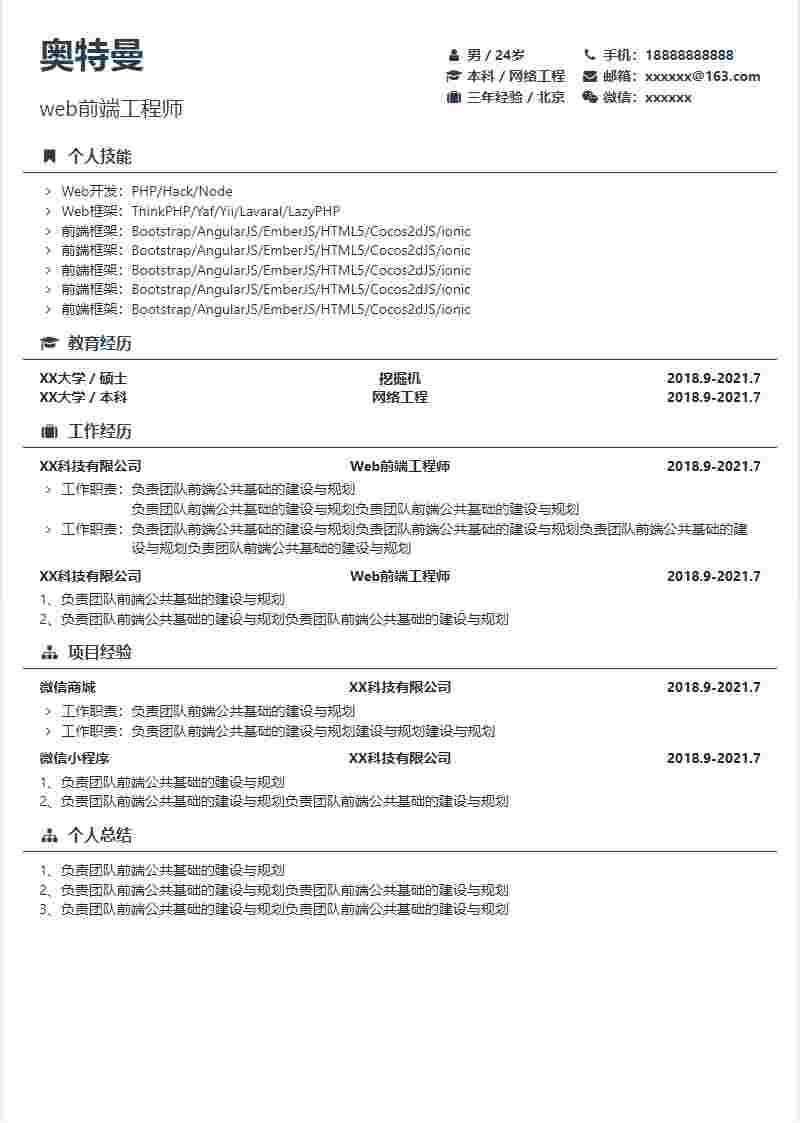 奥特曼
web前端工程师
男 / 24岁
手机：18888888888
本科 / 网络工程
邮箱：xxxxxx@163.com
三年经验 / 北京
微信：xxxxxx
个人技能
Web开发：PHP/Hack/Node
Web框架：ThinkPHP/Yaf/Yii/Lavaral/LazyPHP
前端框架：Bootstrap/AngularJS/EmberJS/HTML5/Cocos2dJS/ionic
前端框架：Bootstrap/AngularJS/EmberJS/HTML5/Cocos2dJS/ionic
前端框架：Bootstrap/AngularJS/EmberJS/HTML5/Cocos2dJS/ionic
前端框架：Bootstrap/AngularJS/EmberJS/HTML5/Cocos2dJS/ionic
前端框架：Bootstrap/AngularJS/EmberJS/HTML5/Cocos2dJS/ionic
教育经历
XX大学 / 硕士 挖掘机 2018.9-2021.7
XX大学 / 本科 网络工程 2018.9-2021.7
工作经历
XX科技有限公司 Web前端工程师 2018.9-2021.7
工作职责：负责团队前端公共基础的建设与规划
负责团队前端公共基础的建设与规划负责团队前端公共基础的建设与规划
工作职责：负责团队前端公共基础的建设与规划负责团队前端公共基础的建设与规划负责团队前端公共基础的建
设与规划负责团队前端公共基础的建设与规划
XX科技有限公司 Web前端工程师 2018.9-2021.7
1、负责团队前端公共基础的建设与规划
2、负责团队前端公共基础的建设与规划负责团队前端公共基础的建设与规划
项目经验
微信商城 XX科技有限公司 2018.9-2021.7
工作职责：负责团队前端公共基础的建设与规划
工作职责：负责团队前端公共基础的建设与规划建设与规划建设与规划
微信小程序 XX科技有限公司 2018.9-2021.7
1、负责团队前端公共基础的建设与规划
2、负责团队前端公共基础的建设与规划负责团队前端公共基础的建设与规划
个人总结
1、负责团队前端公共基础的建设与规划
2、负责团队前端公共基础的建设与规划负责团队前端公共基础的建设与规划
3、负责团队前端公共基础的建设与规划负责团队前端公共基础的建设与规划